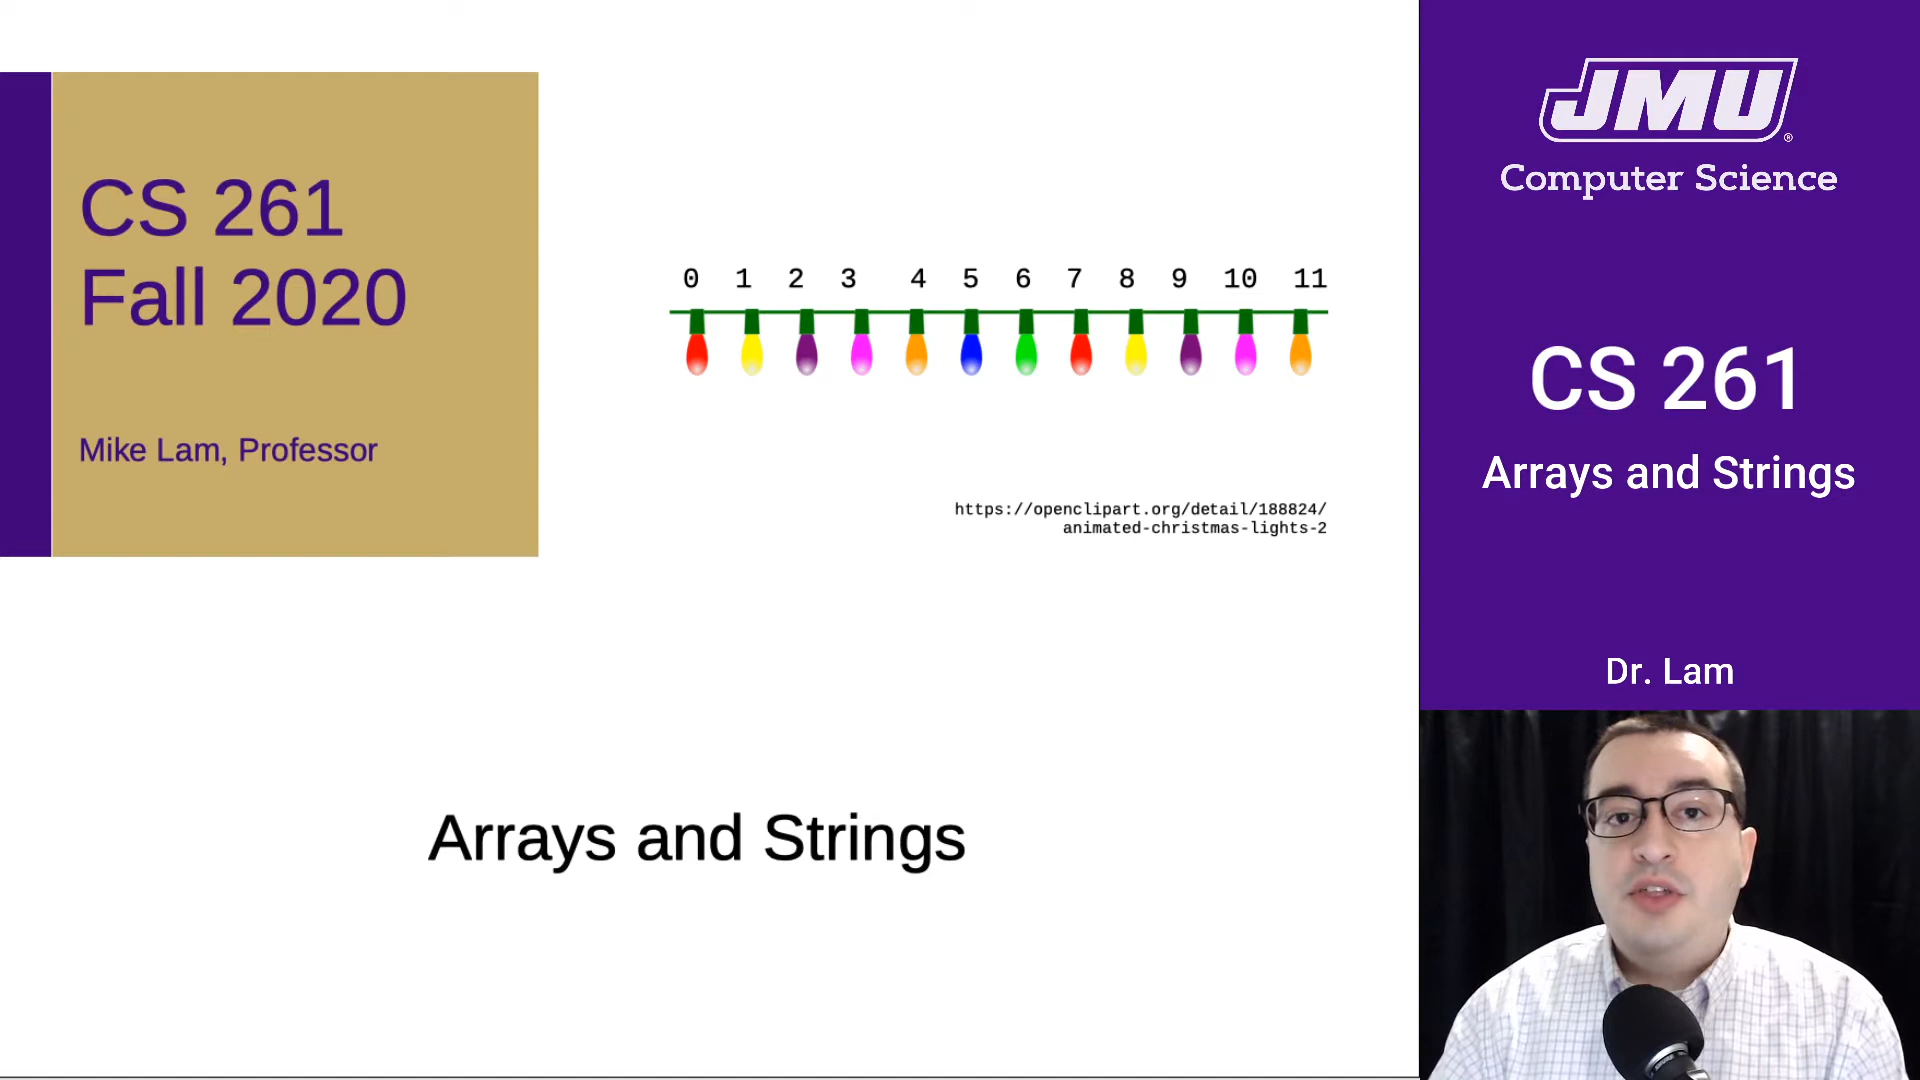 CS 261
Fall 2020
Mike Lam, Professor
0 1 2 3 4 5 6 7 8 9 10 11
https://openclipart.org/detail/188824/
animated-christmas-lights-2
Arrays and Strings
JMU®
Computer Science
CS 261
Arrays and Strings
Dr. Lam